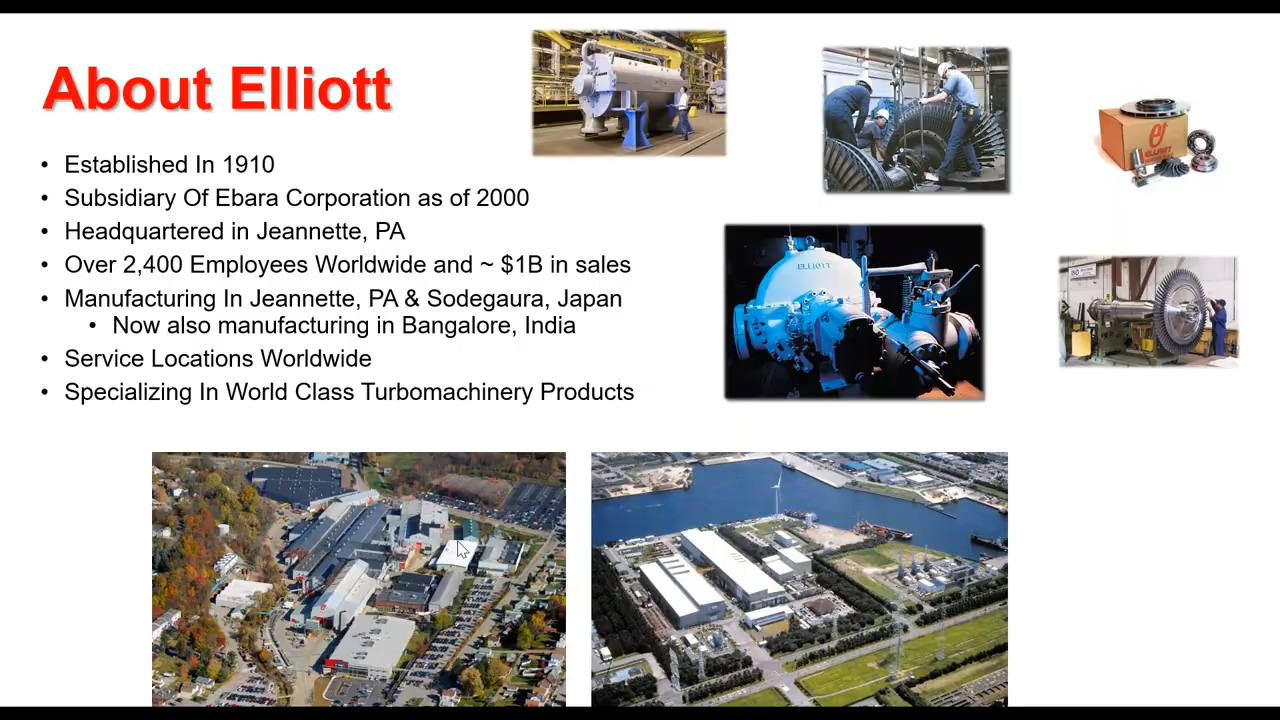 About Elliott
• Established In 1910
• Subsidiary Of Ebara Corporation as of 2000
• Headquartered in Jeannette, PA
• Over 2,400 Employees Worldwide and ~ $1B in sales
• Manufacturing In Jeannette, PA & Sodegaura, Japan
• Now also manufacturing in Bangalore, India
• Service Locations Worldwide
• Specializing In World Class Turbomachinery Products
ELLIOTT
ELLIOTT